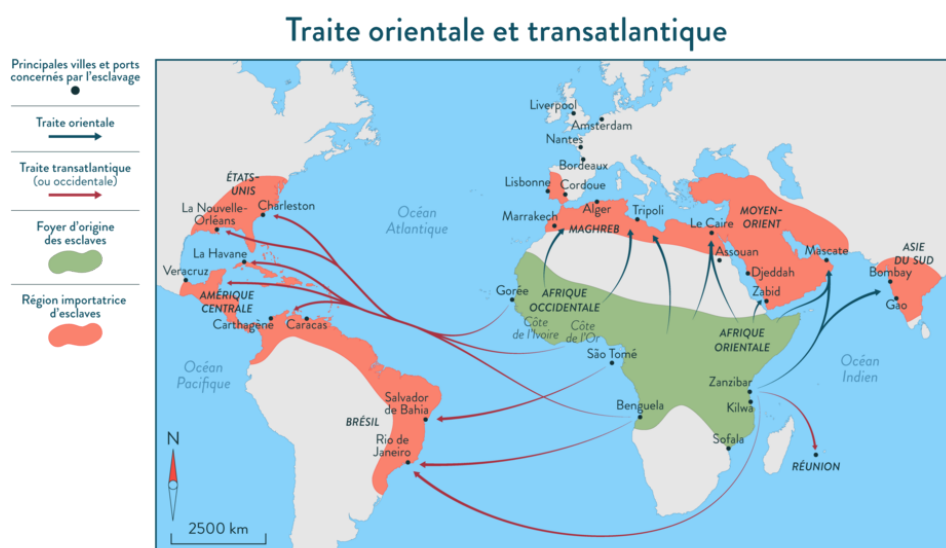 Traite orientale et transatlantique
Principales villes et ports
concernés par l'esclavage
Traite orientale
Traite transatlantique
(ou occidentale)
Foyer d'origine
des esclaves
Région importatrice
d'esclaves
Liverpool
Amsterdam
Nantes
Bordeaux
Lisbonne
Cordoue
ÉTATS-
UNIS
Charleston
La Nouvelle-
Orléans
Océan
Atlantique
Marrakech
Alger
MAGHREB
Tripoli
Le Caire
MOYEN-
ORIENT
Assouan
Mascate
ASIE
DU SUD
La Havane
Veracruz
AMÉRIQUE
CENTRALE
Djeddah
Bombay
Zabid
Gao
Gorée
AFRIQUE
OCCIDENTALE
Côte
de l'Ivoire
Côte
de l'Or
AFRIQUE
ORIENTALE
Carthagène
Caracas
Océan
Pacifique
São Tomé
Océan
Indien
Zanzibar
Kilwa
Salvador
de Bahia
BRÉSIL
Benguela
Rio de
Janeiro
Sofala
RÉUNION
N
2500 km